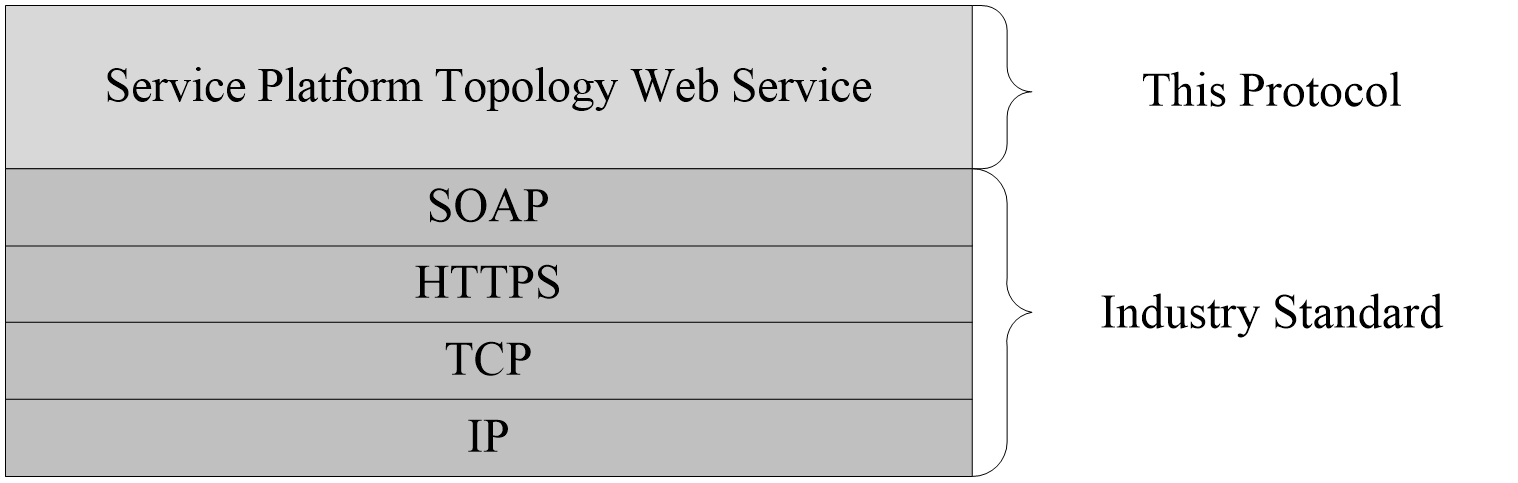 Service Platform Topology Web Service
This Protocol
SOAP
HTTPS
TCP
IP
Industry Standard